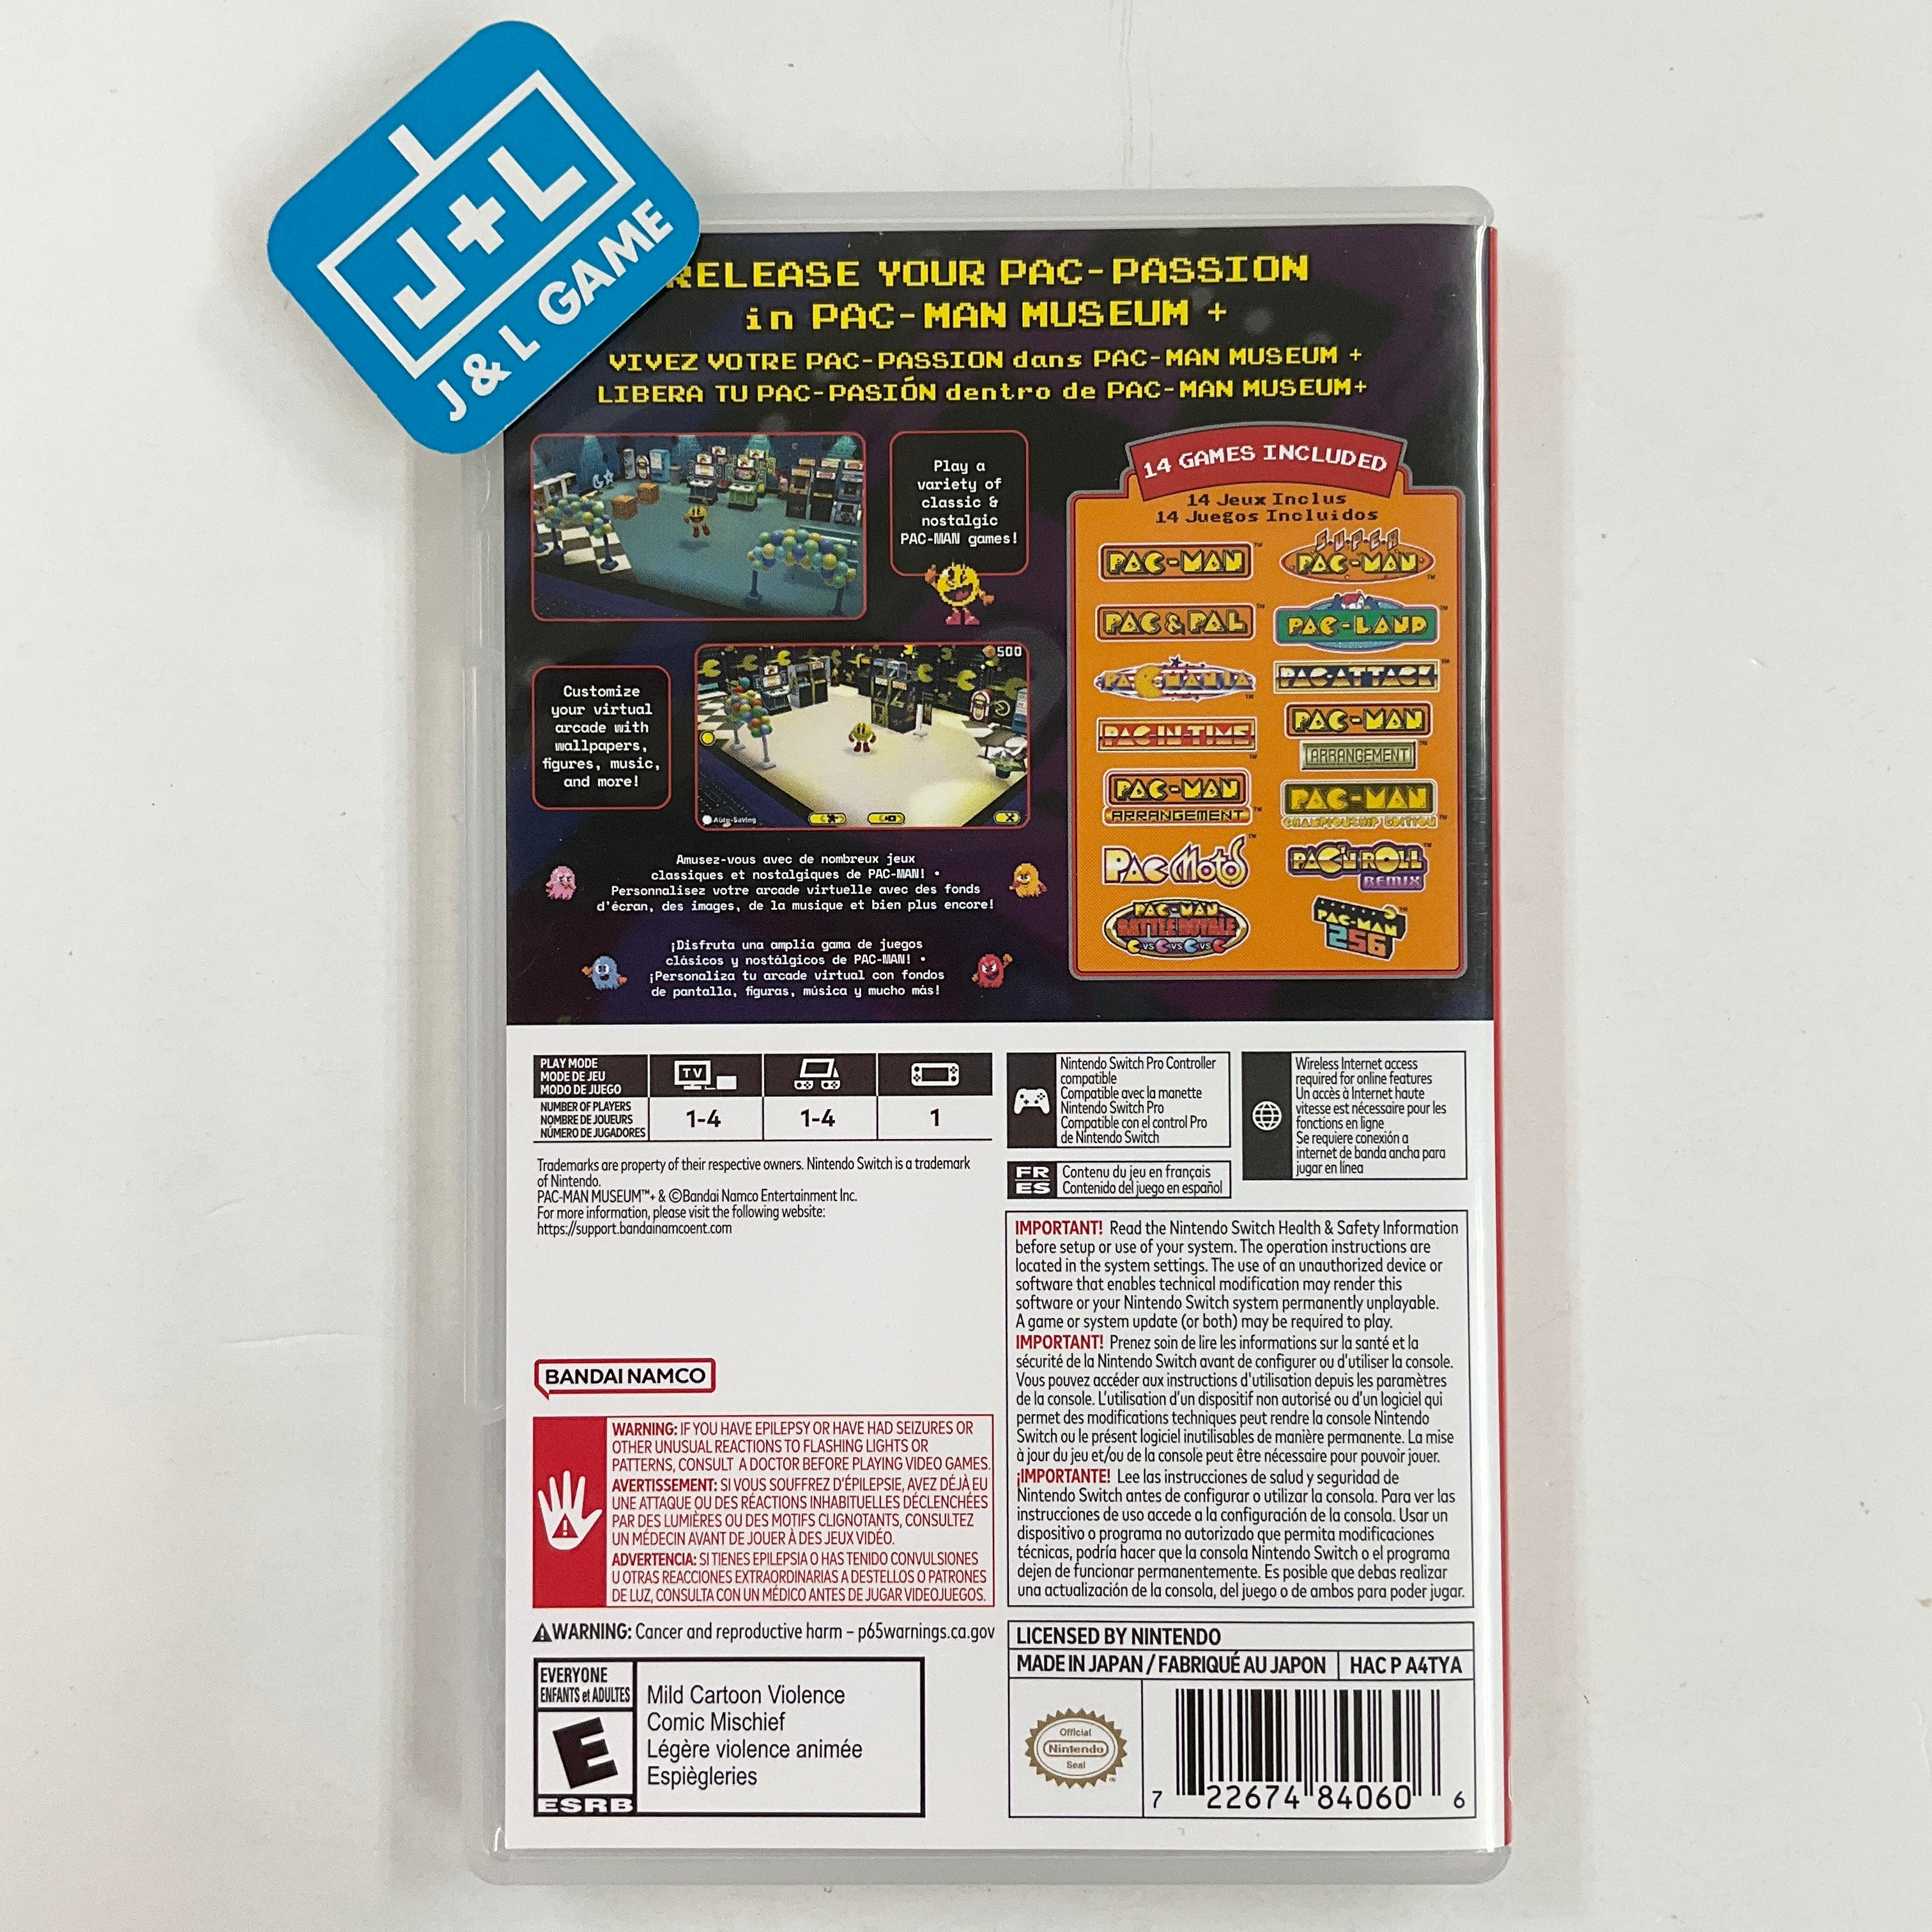 J+L
J & L GAME
RELEASE YOUR PAC-PASSION
in PAC-MAN MUSEUM +
VIVEZ VOTRE PAC-PASSION dans PAC-MAN MUSEUM +
LIBERA TU PAC-PASIÓN dentro de PAC-MAN MUSEUM+
Play a
variety of
classic &
nostalgic
PAC-MAN games!
Customize
your virtual
arcade with
wallpapers,
figures, music,
and more!
500
Auto-Saving
Amusez-vous avec de nombreux jeux
classiques et nostalgiques de PAC-MAN! •
Personnalisez votre arcade virtuelle avec des fonds
d'écran, des images, de la musique et bien plus encore!
¡Disfruta una amplia gama de juegos
clásicos y nostálgicos de PAC-MAN! •
¡Personaliza tu arcade virtual con fondos
de pantalla, figuras, música y mucho más!
14 GAMES INCLUDED
14 Jeux Inclus
14 Juegos Incluidos
PAC-MAN™
SUPER
PAC-MAN™
PAC & PAL™
PAC-LAND™
PAC-MANIA™
PAC-ATTACK™
PAC IN TIME™
PAC-MAN
ARRANGEMENT™
PAC-MAN
ARRANGEMENT™
PAC-MAN
CHAMPIONSHIP EDITION™
PAC MOTOS™
PAC'N ROLL™
REMIX
PAC-MAN
BATTLE ROYALE
C VS C VS C VS C
PAC-MAN™
256
PLAY MODE
MODE DE JEU
MODO DE JUEGO
TV
NUMBER OF PLAYERS
NOMBRE DE JOUEURS
NÚMERO DE JUGADORES
1-4
1-4
1
Trademarks are property of their respective owners. Nintendo Switch is a trademark
of Nintendo.
PAC-MAN MUSEUM™+ & ©Bandai Namco Entertainment Inc.
For more information, please visit the following website:
https://support.bandainamcoent.com
Nintendo Switch Pro Controller
compatible
Compatible avec la manette
Nintendo Switch Pro
Compatible con el control Pro
de Nintendo Switch
Wireless Internet access
required for online features
Un accès à Internet haute
vitesse est nécessaire pour les
fonctions en ligne
Se requiere conexión a
internet de banda ancha para
jugar en línea
FR
ES
Contenu du jeu en français
Contenido del juego en español
IMPORTANT! Read the Nintendo Switch Health & Safety Information
before setup or use of your system. The operation instructions are
located in the system settings. The use of an unauthorized device or
software that enables technical modification may render this
software or your Nintendo Switch system permanently unplayable.
A game or system update (or both) may be required to play.
IMPORTANT! Prenez soin de lire les informations sur la santé et la
sécurité de la Nintendo Switch avant de configurer ou d'utiliser la console.
Vous pouvez accéder aux instructions d'utilisation depuis les paramètres
de la console. L'utilisation d'un dispositif non autorisé ou d'un logiciel qui
permet des modifications techniques peut rendre la console Nintendo
Switch ou le présent logiciel inutilisables de manière permanente. La mise
à jour du jeu et/ou de la console peut être nécessaire pour pouvoir jouer.
¡IMPORTANTE! Lee las instrucciones de salud y seguridad de
Nintendo Switch antes de configurar o utilizar la consola. Para ver las
instrucciones de uso accede a la configuración de la consola. Usar un
dispositivo o programa no autorizado que permita modificaciones
técnicas, podría hacer que la consola Nintendo Switch o el programa
dejen de funcionar permanentemente. Es posible que debas realizar
una actualización de la consola, del juego o de ambos para poder jugar.
BANDAI NAMCO
WARNING: IF YOU HAVE EPILEPSY OR HAVE HAD SEIZURES OR
OTHER UNUSUAL REACTIONS TO FLASHING LIGHTS OR
PATTERNS, CONSULT A DOCTOR BEFORE PLAYING VIDEO GAMES.
AVERTISSEMENT: SI VOUS SOUFFREZ D'ÉPILEPSIE, AVEZ DÉJÀ EU
UNE ATTAQUE OU DES RÉACTIONS INHABITUELLES DÉCLENCHÉES
PAR DES LUMIÈRES OU DES MOTIFS CLIGNOTANTS, CONSULTEZ
UN MÉDECIN AVANT DE JOUER À DES JEUX VIDÉO.
ADVERTENCIA: SI TIENES EPILEPSIA O HAS TENIDO CONVULSIONES
U OTRAS REACCIONES EXTRAORDINARIAS A DESTELLOS O PATRONES
DE LUZ, CONSULTA CON UN MÉDICO ANTES DE JUGAR VIDEOJUEGOS.
⚠WARNING: Cancer and reproductive harm – p65warnings.ca.gov
EVERYONE
ENFANTS et ADULTES
E
ESRB
Mild Cartoon Violence
Comic Mischief
Légère violence animée
Espiègleries
LICENSED BY NINTENDO
MADE IN JAPAN / FABRIQUÉ AU JAPON
HAC P A4TYA
Official
Nintendo
Seal
7 22674 84060 6